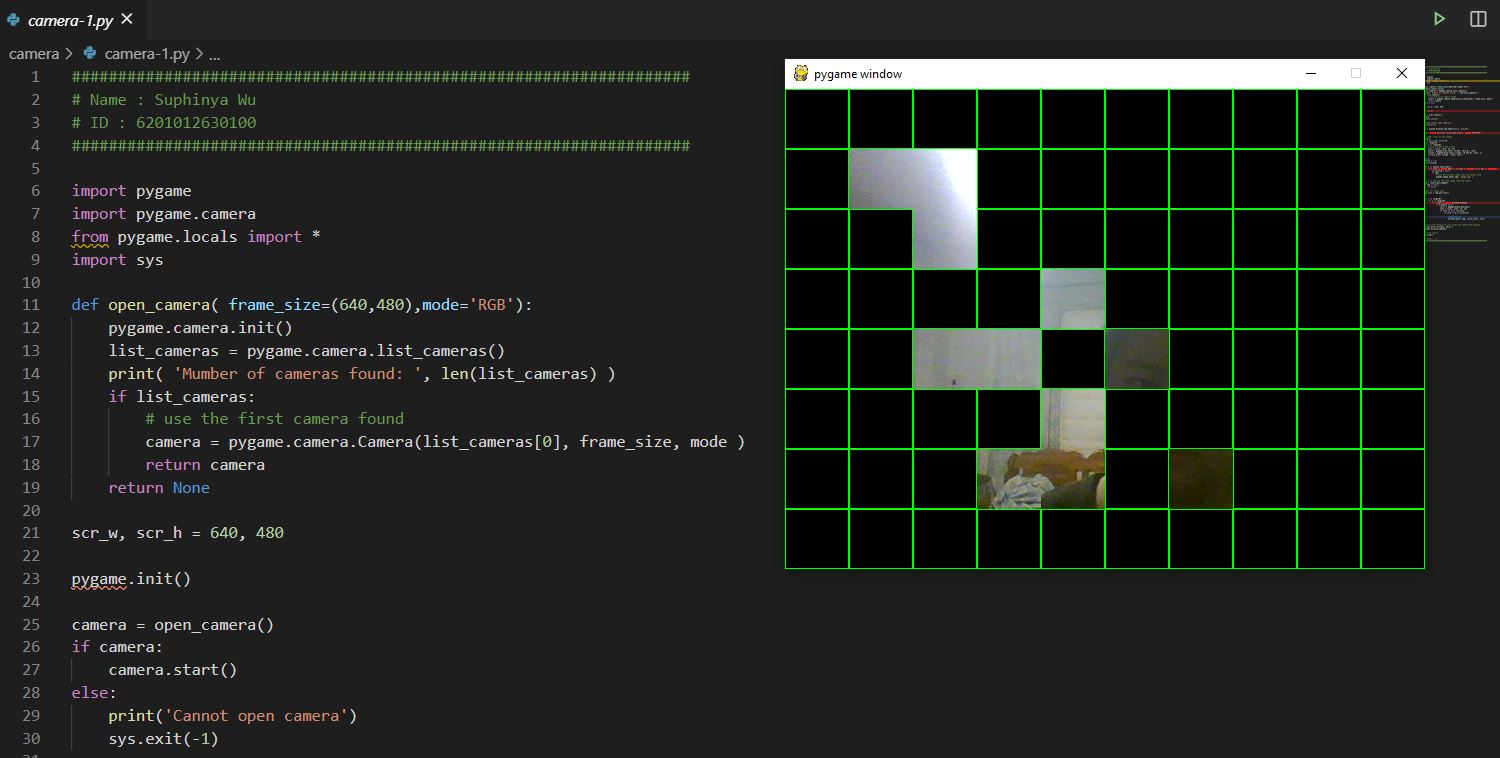 camera-1.py
camera > camera-1.py > ...
1 ###################################################################
2 # Name : Suphinya Wu
3 # ID : 6201012630100
4 ###################################################################
5
6 import pygame
7 import pygame.camera
8 from pygame.locals import *
9 import sys
10
11 def open_camera( frame_size=(640,480),mode='RGB'):
12     pygame.camera.init()
13     list_cameras = pygame.camera.list_cameras()
14     print( 'Mumber of cameras found: ', len(list_cameras) )
15     if list_cameras:
16         # use the first camera found
17         camera = pygame.camera.Camera(list_cameras[0], frame_size, mode )
18         return camera
19     return None
20
21 scr_w, scr_h = 640, 480
22
23 pygame.init()
24
25 camera = open_camera()
26 if camera:
27     camera.start()
28 else:
29     print('Cannot open camera')
30     sys.exit(-1)
pygame window